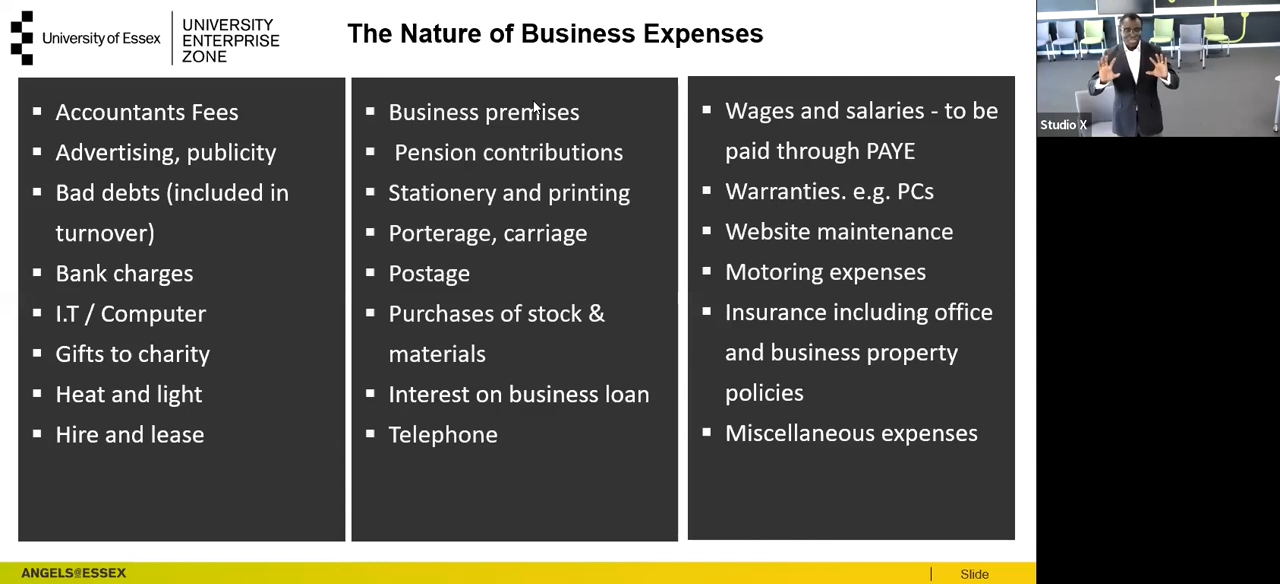 University of Essex
UNIVERSITY
ENTERPRISE
ZONE
The Nature of Business Expenses
▪ Accountants Fees
▪ Advertising, publicity
▪ Bad debts (included in
turnover)
▪ Bank charges
▪ I.T / Computer
▪ Gifts to charity
▪ Heat and light
▪ Hire and lease
▪ Business premises
▪ Pension contributions
▪ Stationery and printing
▪ Porterage, carriage
▪ Postage
▪ Purchases of stock &
materials
▪ Interest on business loan
▪ Telephone
▪ Wages and salaries - to be
paid through PAYE
▪ Warranties. e.g. PCs
▪ Website maintenance
▪ Motoring expenses
▪ Insurance including office
and business property
policies
▪ Miscellaneous expenses
Studio X
ANGELS@ESSEX
| Slide